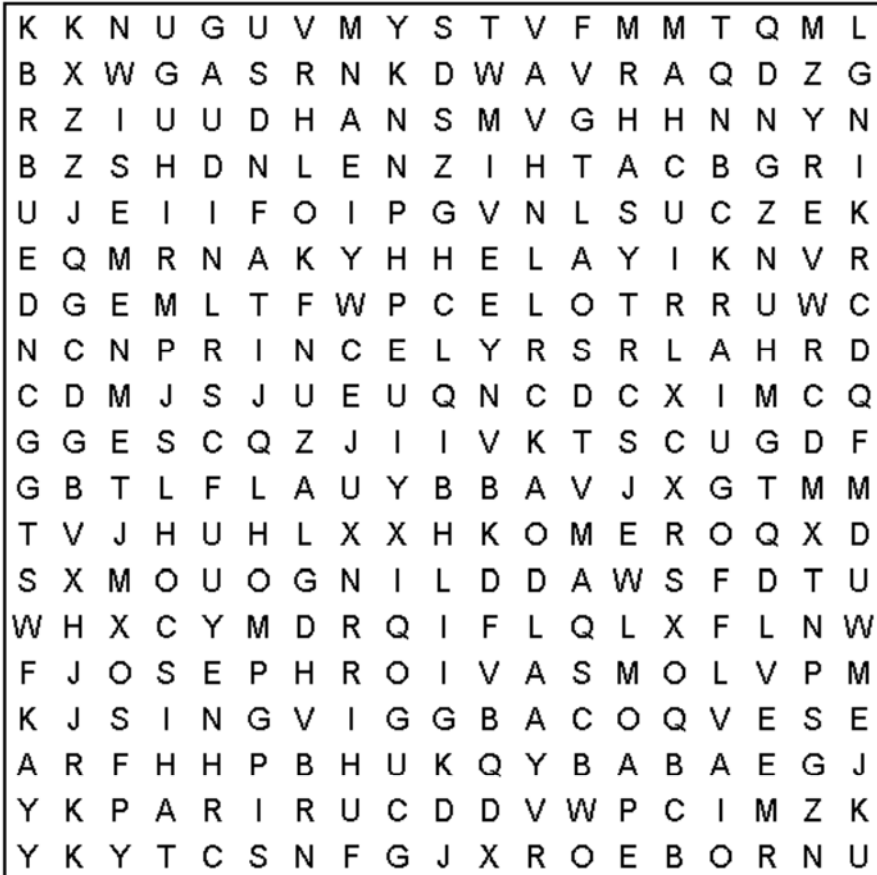 K K N U G U V M Y S T V F M M T Q M L
B X W G A S R N K D W A V R A Q D Z G
R Z I U U D H A N S M V G H H N N Y N
B Z S H D N L E N Z I H T A C B G R I
U J E I I F O I P G V N L S U C Z E K
E Q M R N A K Y H H E L A Y I K N V R
D G E M L T F W P C E L O T R R U W C
N C N P R I N C E L Y R S R L A H R D
C D M J S J U E U Q N C D C X I M C Q
G G E S C Q Z J I I V K T S C U G D F
G B T L F L A U Y B B A V J X G T M M
T V J H U H L X X H K O M E R O Q X D
S X M O U O G N I L D D A W S F D T U
W H X C Y M D R Q I F L Q L X F L N W
F J O S E P H R O I V A S M O L V P M
K J S I N G V I G G B A C O Q V E S E
A R F H H P B H U K Q Y B A B A E G J
Y K P A R I R U C D D V W P C I M Z K
Y K Y T C S N F G J X R O E B O R N U